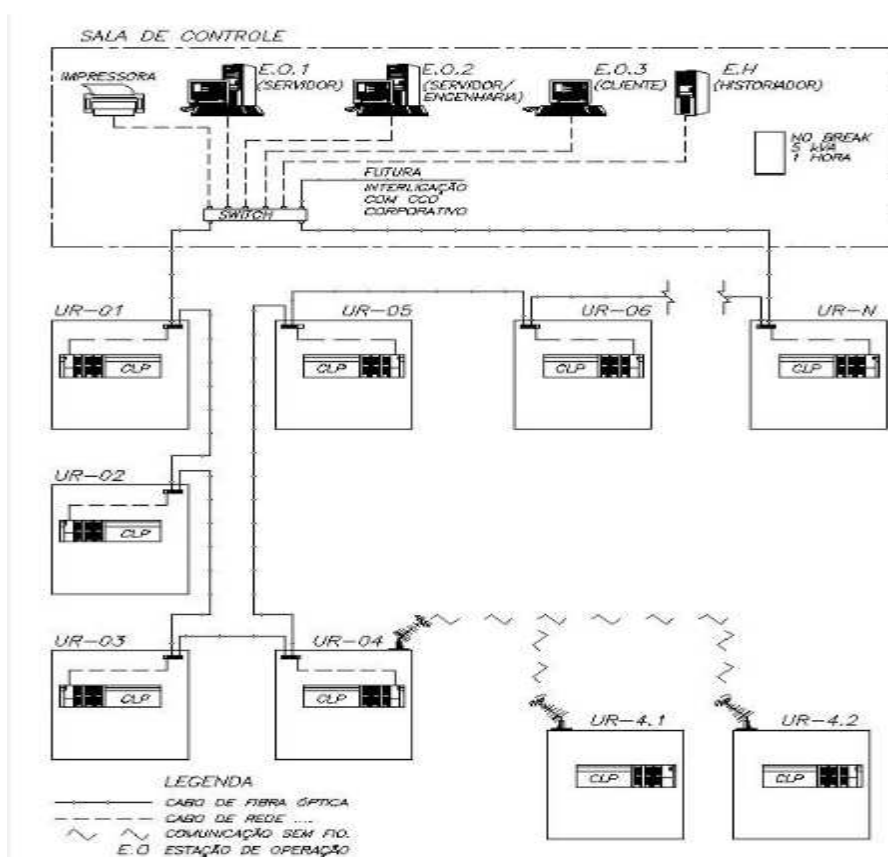 SALA DE CONTROLE
IMPRESSORA
E.O.1
(SERVIDOR)
E.O.2
(SERVIDOR/
ENGENHARIA)
E.O.3
(CLIENTE)
E.H
(HISTORIADOR)
NO BREAK
5 kVA
1 HORA
FUTURA
INTERLIGAÇÃO
COM CCO
CORPORATIVO
SWITCH
UR-01
CLP
UR-05
CLP
UR-06
CLP
UR-N
CLP
UR-02
CLP
UR-03
CLP
UR-04
CLP
UR-4.1
CLP
UR-4.2
CLP
LEGENDA
CABO DE FIBRA ÓPTICA
CABO DE REDE ....
COMUNICAÇÃO SEM FIO.
E.O ESTAÇÃO DE OPERAÇÃO